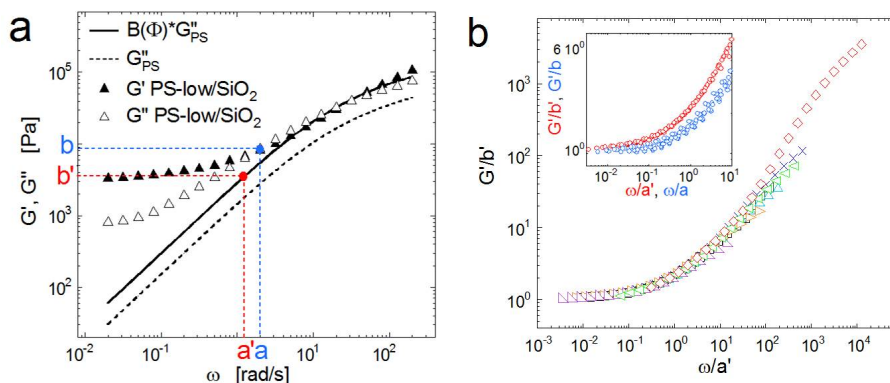 a
B(Φ)*G''PS
G''PS
G' PS-low/SiO2
G'' PS-low/SiO2
G', G'' [Pa]
10^5
b
b'
10^3
10^2
10^-2 10^-1 a' a 10^1 10^2
ω [rad/s]
b
G'/b'
10^3
10^2
10^1
10^0
10^-3 10^-2 10^-1 10^0 10^1 10^2 10^3 10^4
ω/a'
G'/b', G'/b
6 10^0
10^0
10^-2 10^-1 10^0 10^1
ω/a', ω/a